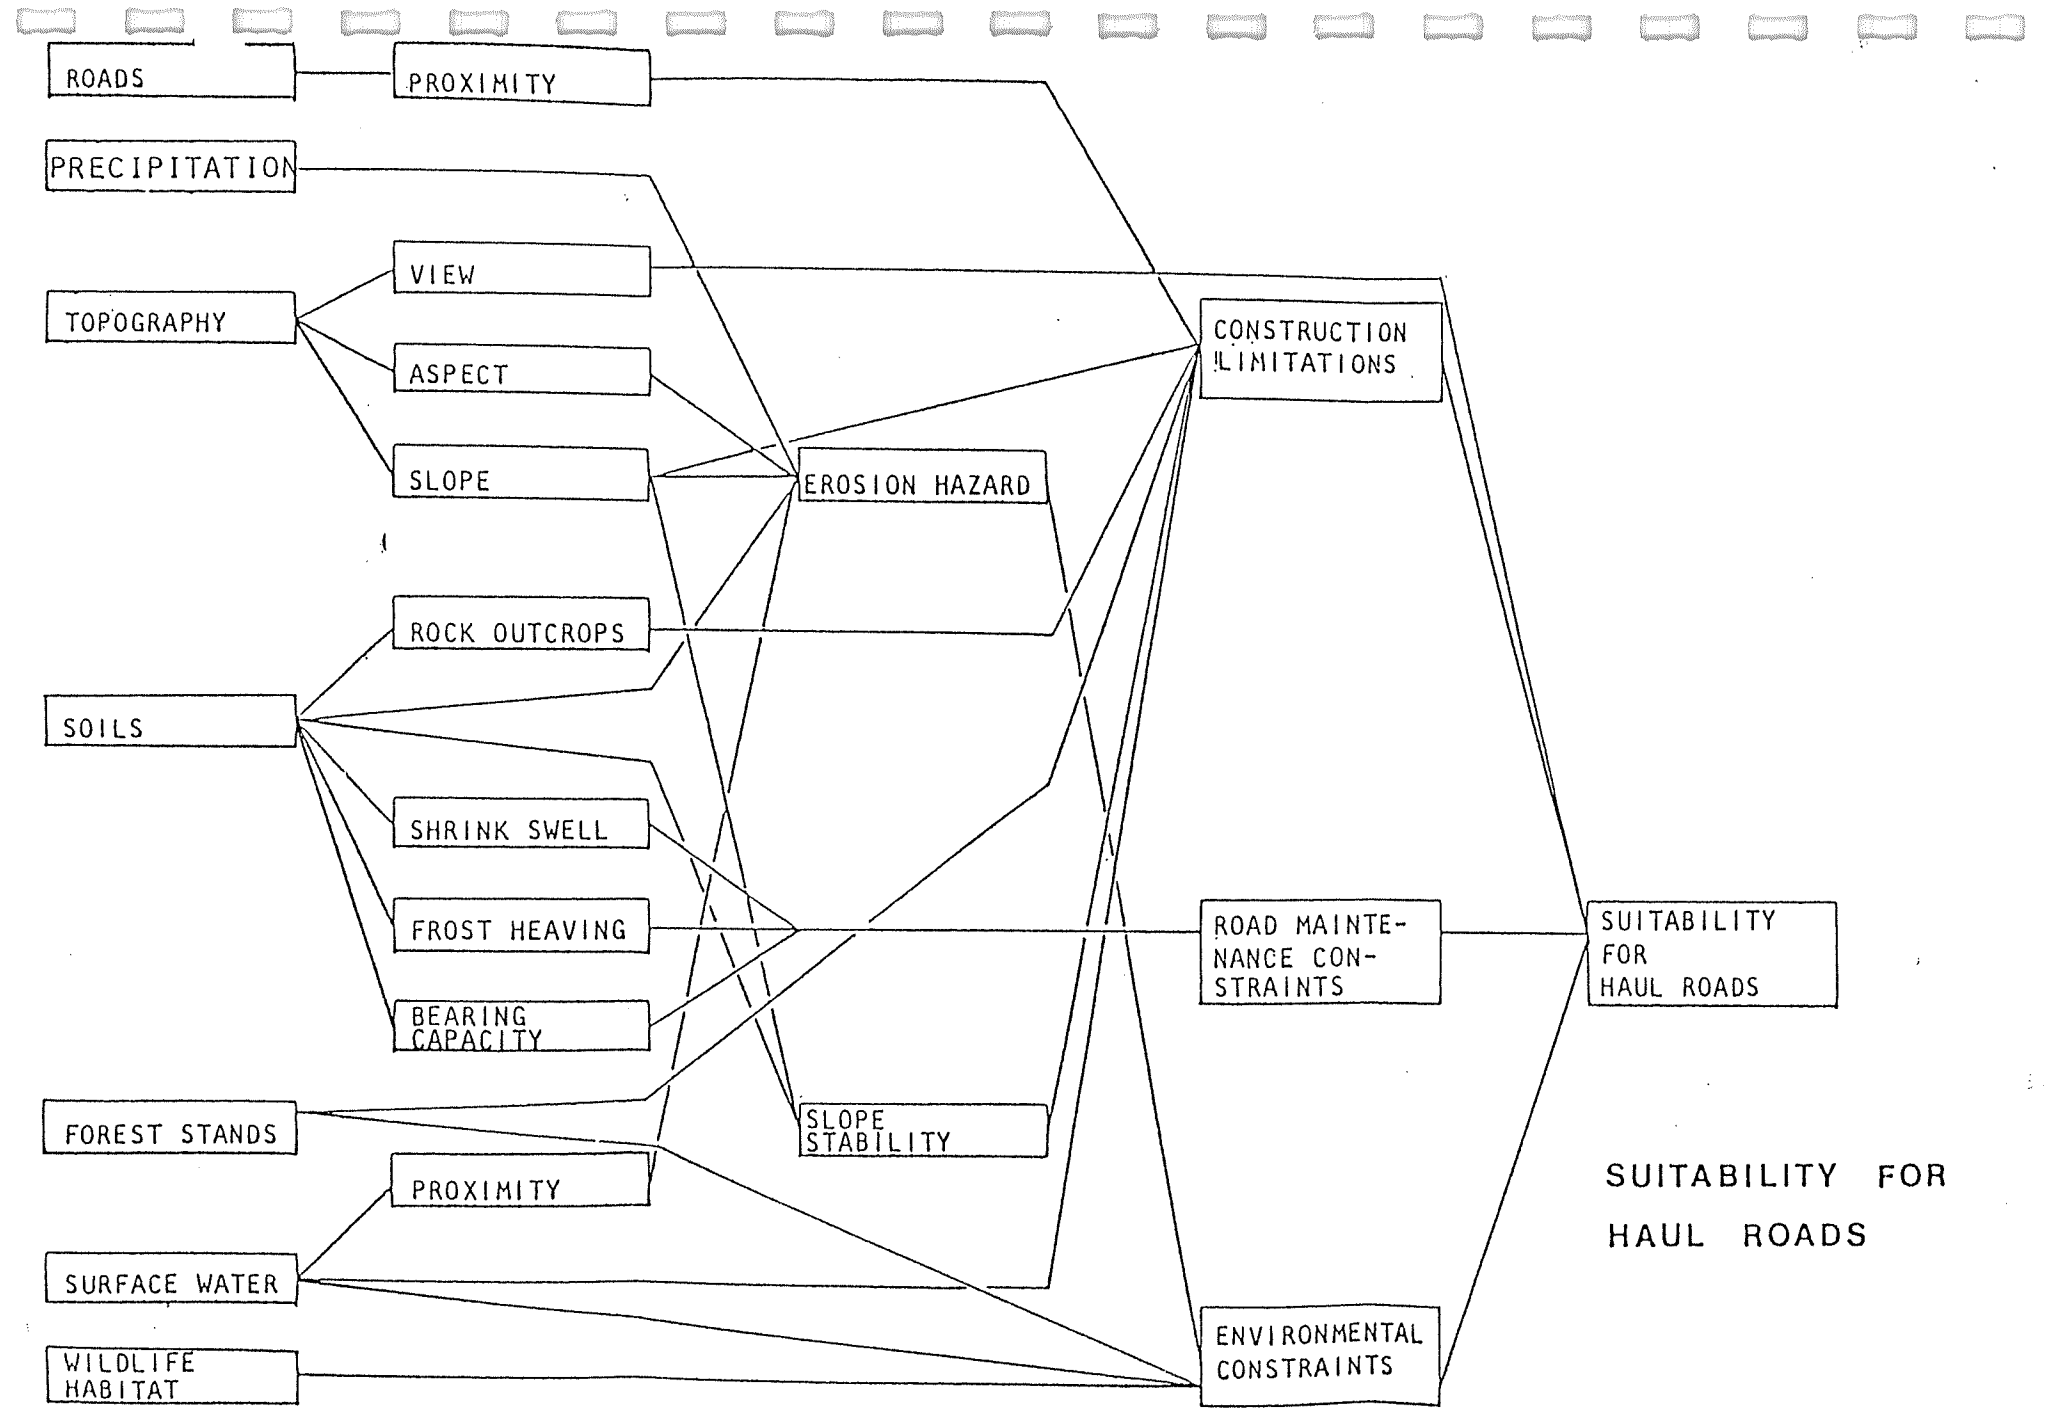 ROADS
PROXIMITY
PRECIPITATION
VIEW
TOPOGRAPHY
ASPECT
SLOPE
EROSION HAZARD
CONSTRUCTION
LIMITATIONS
ROCK OUTCROPS
SOILS
SHRINK SWELL
FROST HEAVING
BEARING
CAPACITY
ROAD MAINTE-
NANCE CON-
STRAINTS
SUITABILITY
FOR
HAUL ROADS
FOREST STANDS
SLOPE
STABILITY
PROXIMITY
SURFACE WATER
WILDLIFE
HABITAT
ENVIRONMENTAL
CONSTRAINTS
SUITABILITY FOR
HAUL ROADS